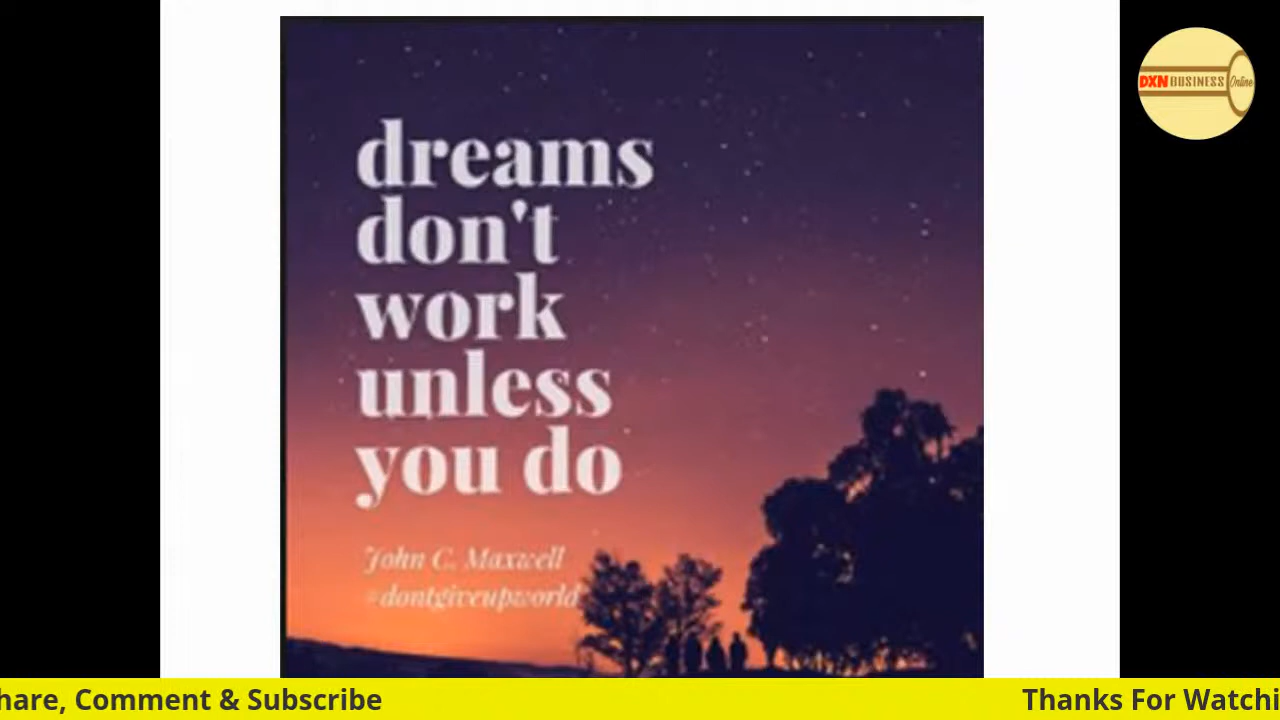 dreams
don't
work
unless
you do
John C. Maxwell
#dontgiveupworld
DXN BUSINESS Online
hare, Comment & Subscribe
Thanks For Watchi